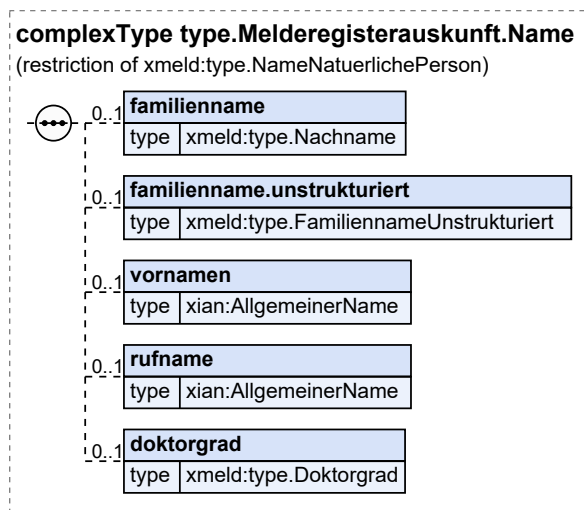 complexType type.Melderegisterauskunft.Name
(restriction of xmeld:type.NameNatuerlichePerson)
0..1 familienname
type xmeld:type.Nachname
0..1 familienname.unstrukturiert
type xmeld:type.FamiliennameUnstrukturiert
0..1 vornamen
type xian:AllgemeinerName
0..1 rufname
type xian:AllgemeinerName
0..1 doktorgrad
type xmeld:type.Doktorgrad